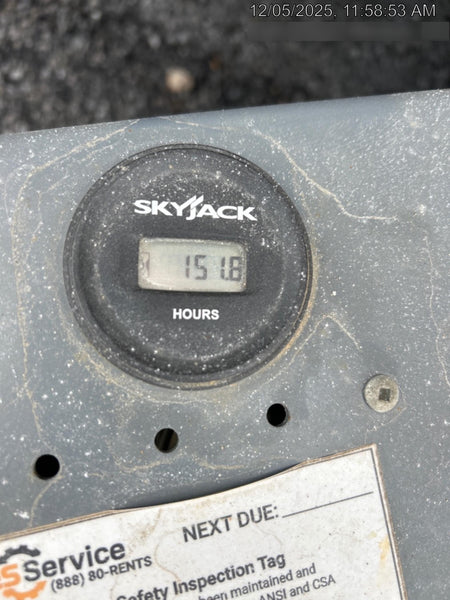 12/05/2025, 11:58:53 AM
SKYJACK
151.8
HOURS
NEXT DUE:
Service
(888) 80-RENTS
Safety Inspection Tag
been maintained and
ANSI and CSA